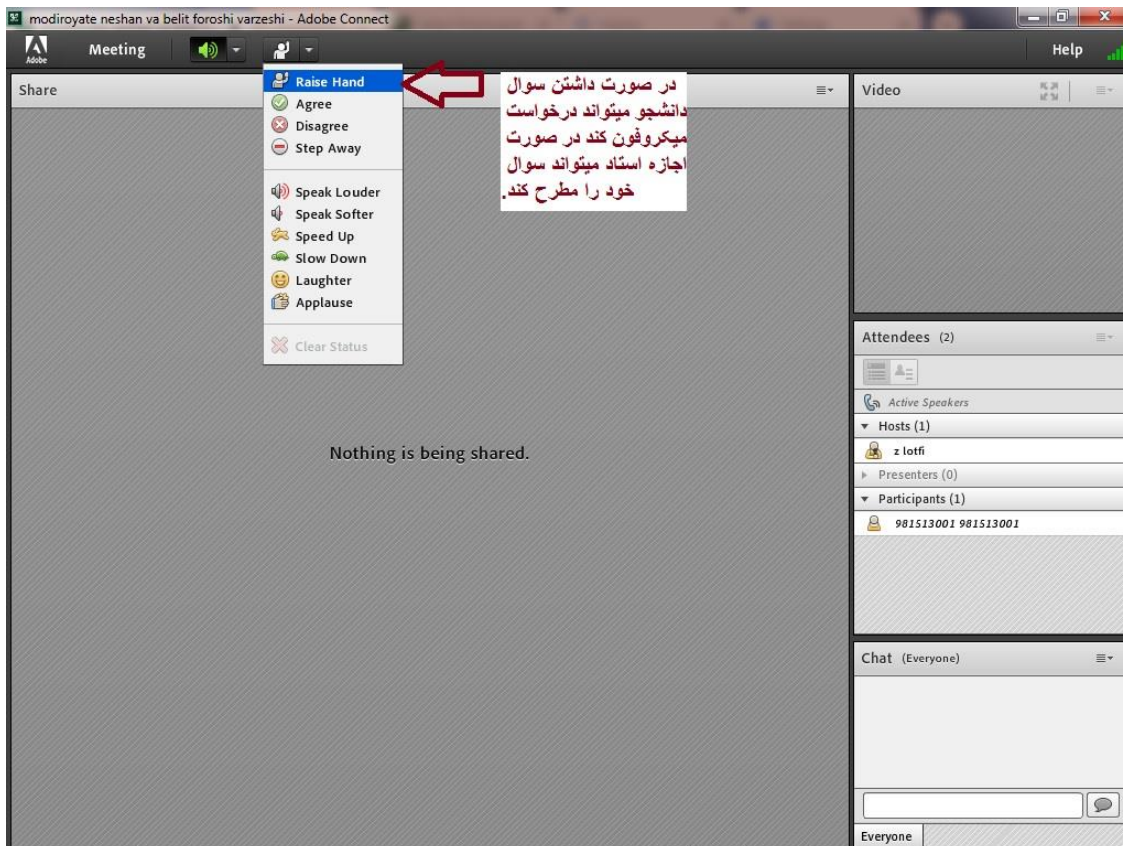 modiroyate neshan va belit foroshi varzeshi - Adobe Connect
Adobe
Meeting
Help
Share
Raise Hand
Agree
Disagree
Step Away
Speak Louder
Speak Softer
Speed Up
Slow Down
Laughter
Applause
Clear Status
در صورت داشتن سوال
دانشجو میتواند درخواست
میکروفون کند در صورت
اجازه استاد میتواند سوال
خود را مطرح کند.
Nothing is being shared.
Video
Attendees (2)
Active Speakers
Hosts (1)
z lotfi
Presenters (0)
Participants (1)
981513001 981513001
Chat (Everyone)
Everyone